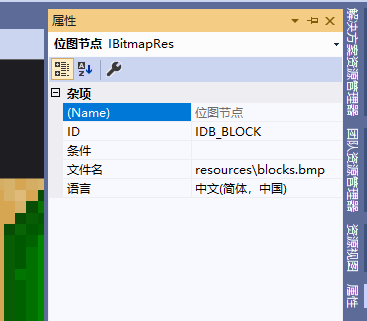 属性
位图节点 IBitmapRes
杂项
(Name) 位图节点
ID IDB_BLOCK
条件
文件名 resources\blocks.bmp
语言 中文(简体，中国)
解决方案资源管理器
团队资源管理器
资源视图
属性